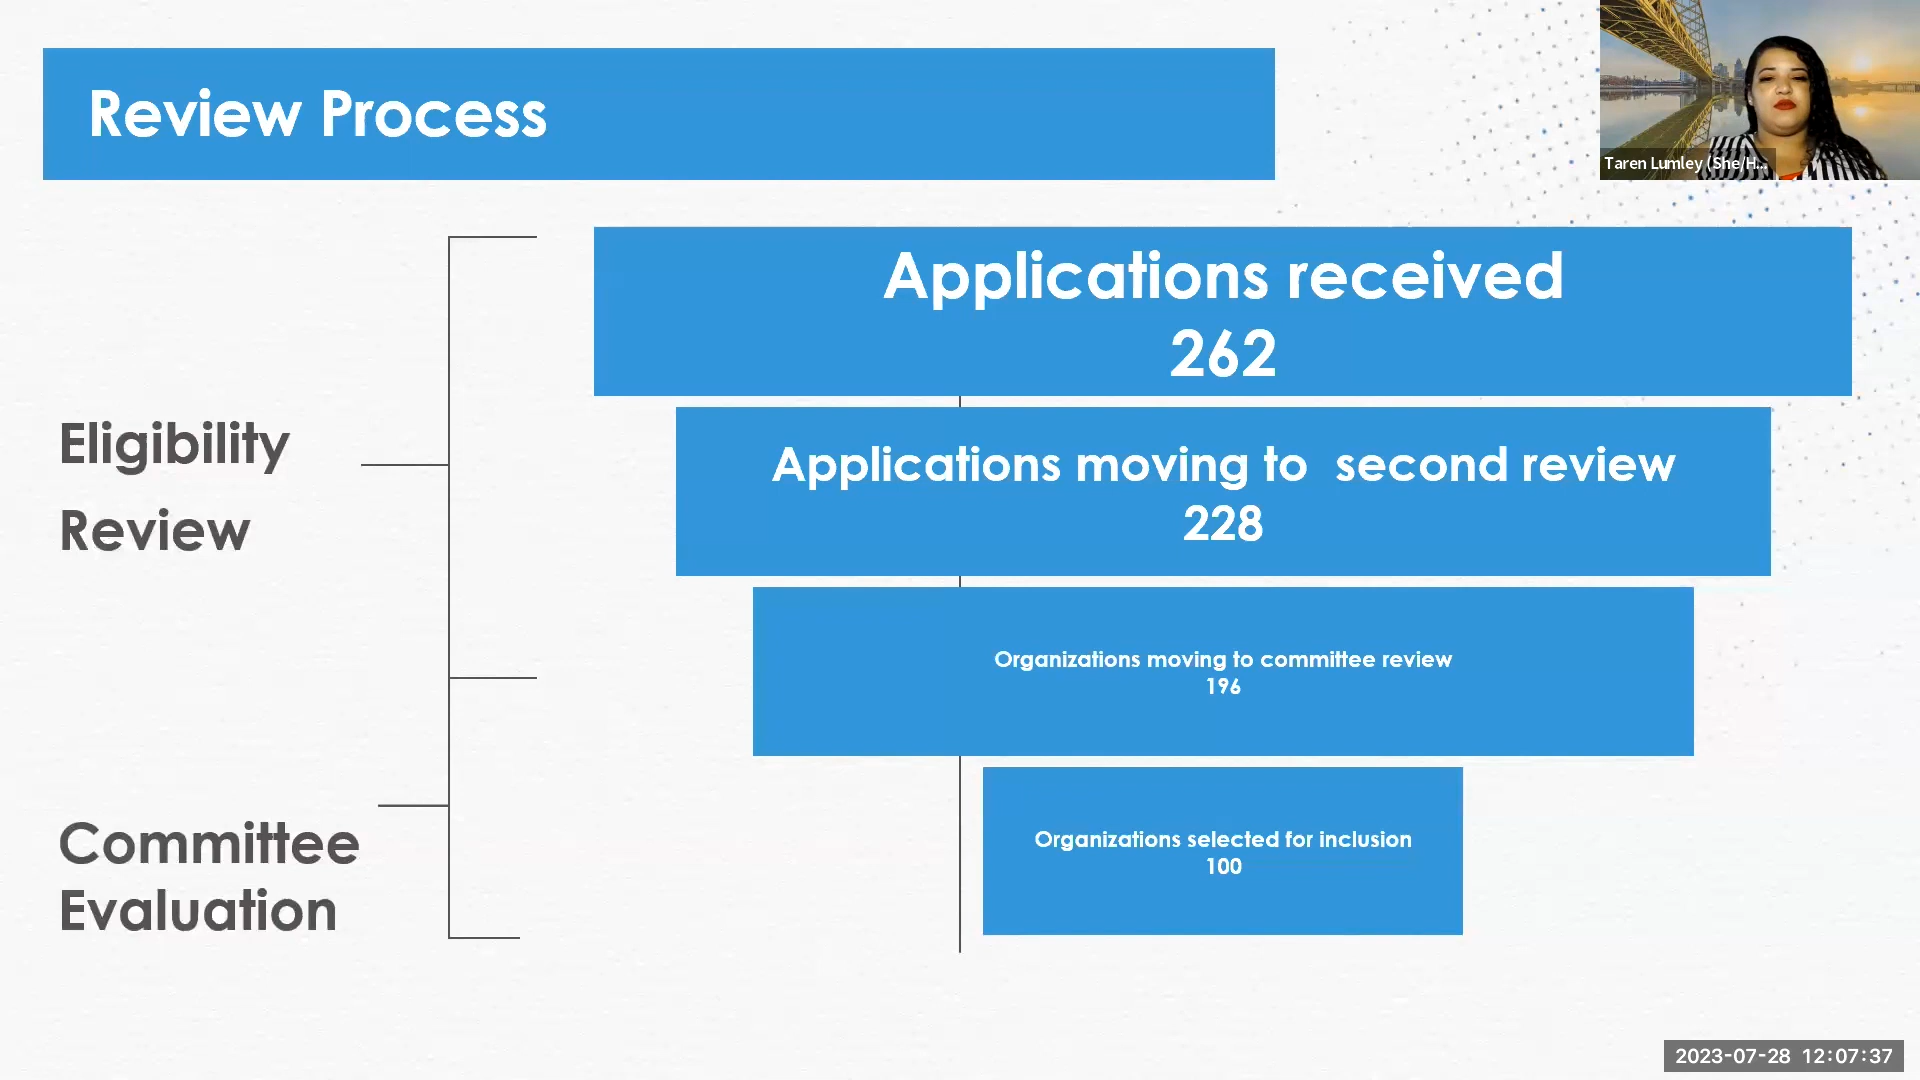 Review Process
Taren Lumley (She/H...
Applications received
262
Applications moving to  second review
228
Eligibility
Review
Organizations moving to committee review
196
Organizations selected for inclusion
100
Committee
Evaluation
2023-07-28 12:07:37